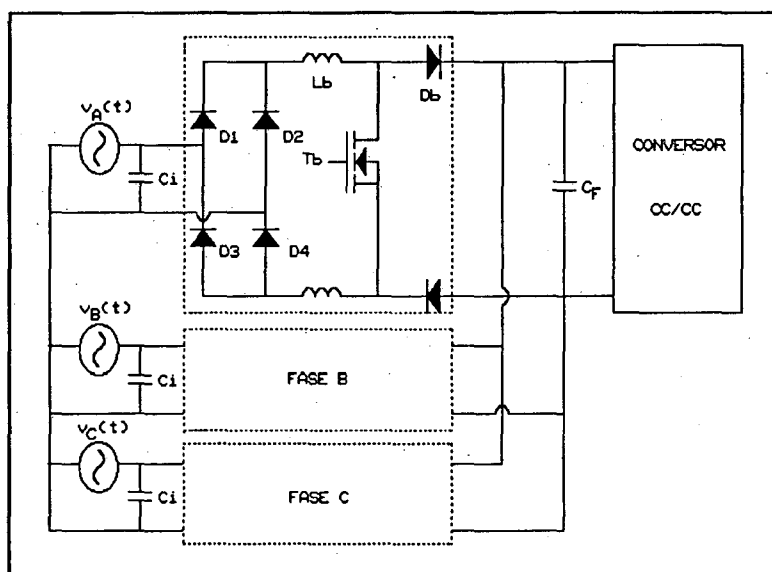 Lb
Db
vA(t)
D1
D2
Tb
Ci
CF
CONVERSOR
CC/CC
D3
D4
vB(t)
Ci
FASE B
vC(t)
Ci
FASE C